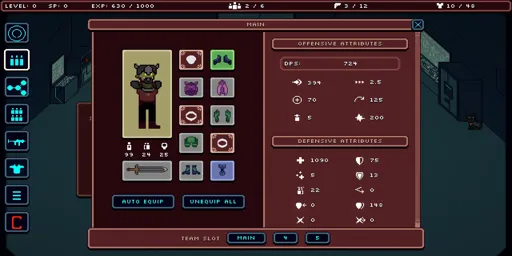 LEVEL: 0 SP: 0 EXP: 630 / 1000 2 / 6 3 / 12 10 / 48
MAIN
OFFENSIVE ATTRIBUTES
DPS: 724
394 2.5
70 125
5 200
DEFENSIVE ATTRIBUTES
1090 75
5 13
22 0
0 140
0 0
99 24 25
AUTO EQUIP UNEQUIP ALL
TEAM SLOT MAIN 4 5
C